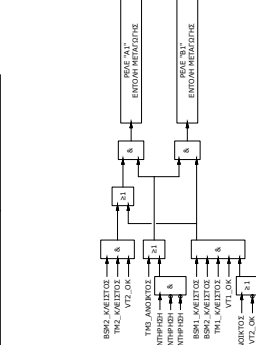 ΡΕΛΕ "Α1"
ΕΝΤΟΛΗ ΜΕΤΑΓΩΓΗΣ
ΡΕΛΕ "Β1"
ΕΝΤΟΛΗ ΜΕΤΑΓΩΓΗΣ
&
&
≥1
&
≥1
&
&
≥1
BSM2_ΚΛΕΙΣΤΟΣ
TM2_ΚΛΕΙΣΤΟΣ
VT2_OK
TM3_ΑΝΟΙΚΤΟΣ
BSM1_ΚΛΕΙΣΤΟΣ
BSM2_ΚΛΕΙΣΤΟΣ
TM1_ΚΛΕΙΣΤΟΣ
VT1_OK
VT2_OK